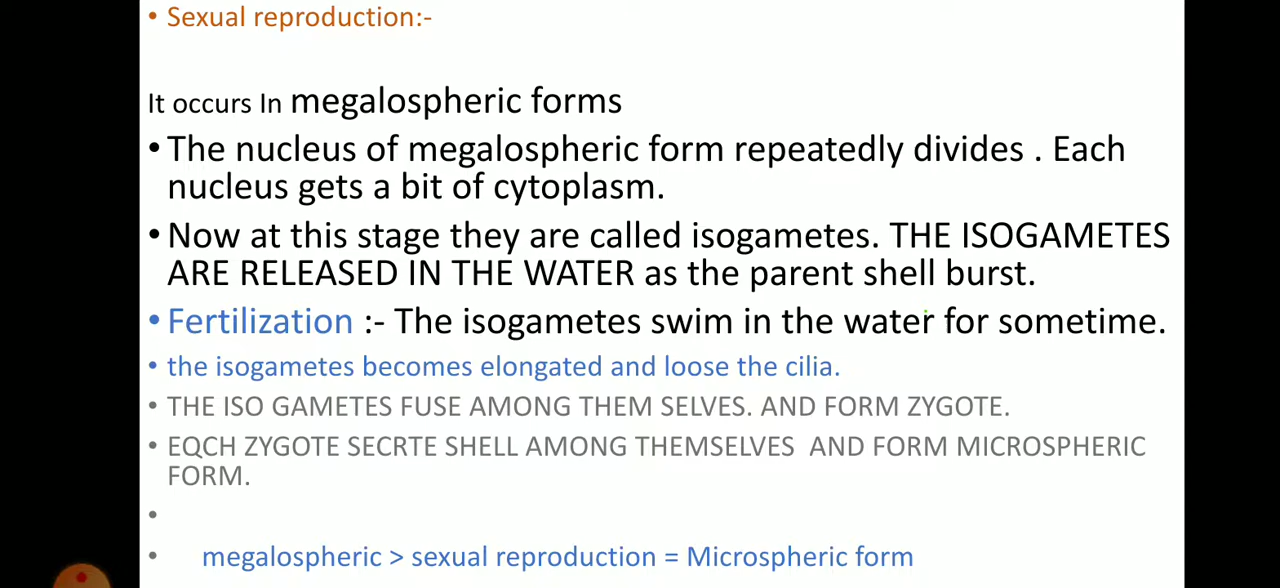 • Sexual reproduction:-
It occurs In megalospheric forms
• The nucleus of megalospheric form repeatedly divides . Each
nucleus gets a bit of cytoplasm.
• Now at this stage they are called isogametes. THE ISOGAMETES
ARE RELEASED IN THE WATER as the parent shell burst.
• Fertilization :- The isogametes swim in the water for sometime.
• the isogametes becomes elongated and loose the cilia.
• THE ISO GAMETES FUSE AMONG THEM SELVES. AND FORM ZYGOTE.
• EQCH ZYGOTE SECRTE SHELL AMONG THEMSELVES AND FORM MICROSPHERIC
FORM.
•
• megalospheric > sexual reproduction = Microspheric form